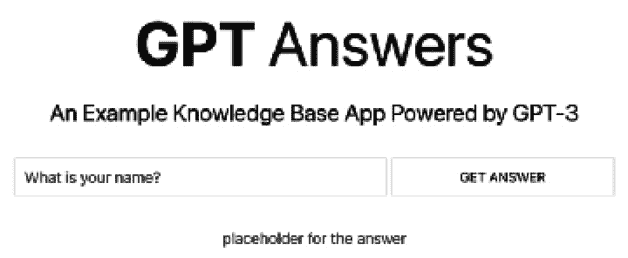 GPT Answers
An Example Knowledge Base App Powered by GPT-3
What is your name? GET ANSWER
placeholder for the answer